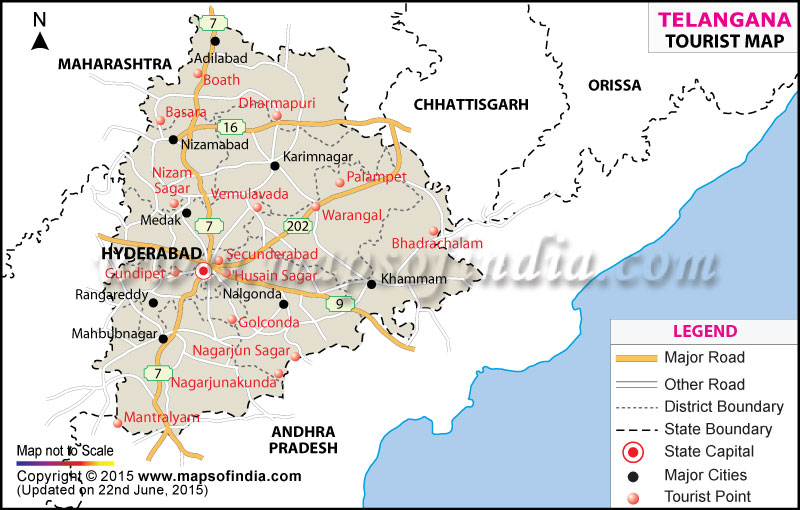 TELANGANA
TOURIST MAP
N
7
Adilabad
MAHARASHTRA
Boath
ORISSA
CHHATTISGARH
Basara
Dharmapuri
16
Nizamabad
Karimnagar
Nizam
Sagar
Palampet
Vemulavada
Medak
Warangal
7
202
Bhadrachalam
HYDERABAD
Secunderabad
Gundipet
Husain Sagar
www.mapsofindia.com
Khammam
Rangareddy
Nalgonda
9
Golconda
Mahbubnagar
Nagarjun Sagar
7
Nagarjunakunda
Mantralyam
ANDHRA
PRADESH
LEGEND
Major Road
Other Road
District Boundary
State Boundary
State Capital
Major Cities
Tourist Point
Map not to Scale
Copyright © 2015 www.mapsofindia.com
(Updated on 22nd June, 2015)